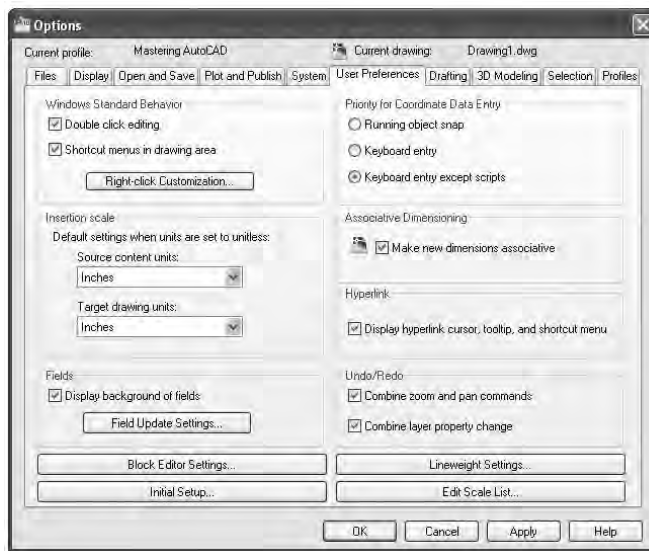 Options
Current profile: Mastering AutoCAD Current drawing: Drawing1.dwg
Files Display Open and Save Plot and Publish System User Preferences Drafting 3D Modeling Selection Profiles
Windows Standard Behavior
Double click editing
Shortcut menus in drawing area
Right-click Customization...
Insertion scale
Default settings when units are set to unitless:
Source content units:
Inches
Target drawing units:
Inches
Fields
Display background of fields
Field Update Settings...
Priority for Coordinate Data Entry
Running object snap
Keyboard entry
Keyboard entry except scripts
Associative Dimensioning
Make new dimensions associative
Hyperlink
Display hyperlink cursor, tooltip, and shortcut menu
Undo/Redo
Combine zoom and pan commands
Combine layer property change
Block Editor Settings...
Lineweight Settings...
Initial Setup...
Edit Scale List...
OK Cancel Apply Help